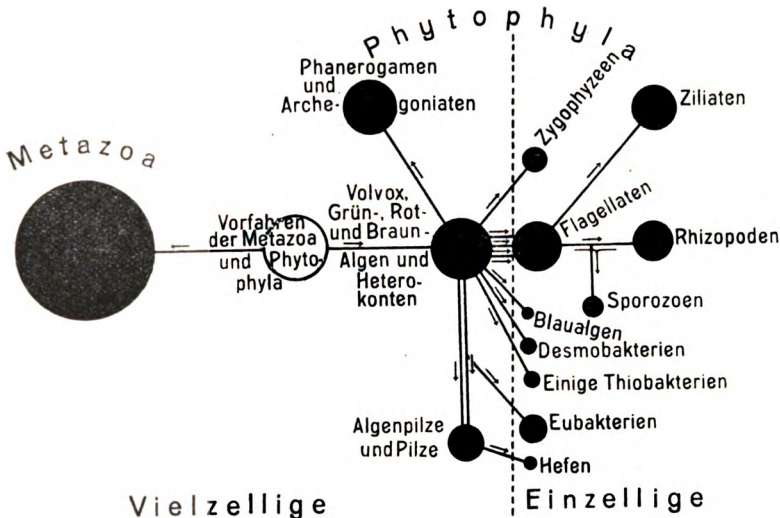 Phytophyla
Metazoa
Phanerogamen
und
Arche-
goniaten
Zygophyzeen
Ziliaten
Vorfahren
der Metazoa
und Phyto-
phyla
Volvox,
Grün-, Rot-
und Braun-
Algen und
Hetero-
konten
Flagellaten
Rhizopoden
Sporozoen
Blaualgen
Desmobakterien
Einige Thiobakterien
Algenpilze
und Pilze
Eubakterien
Hefen
Vielzellige
Einzellige